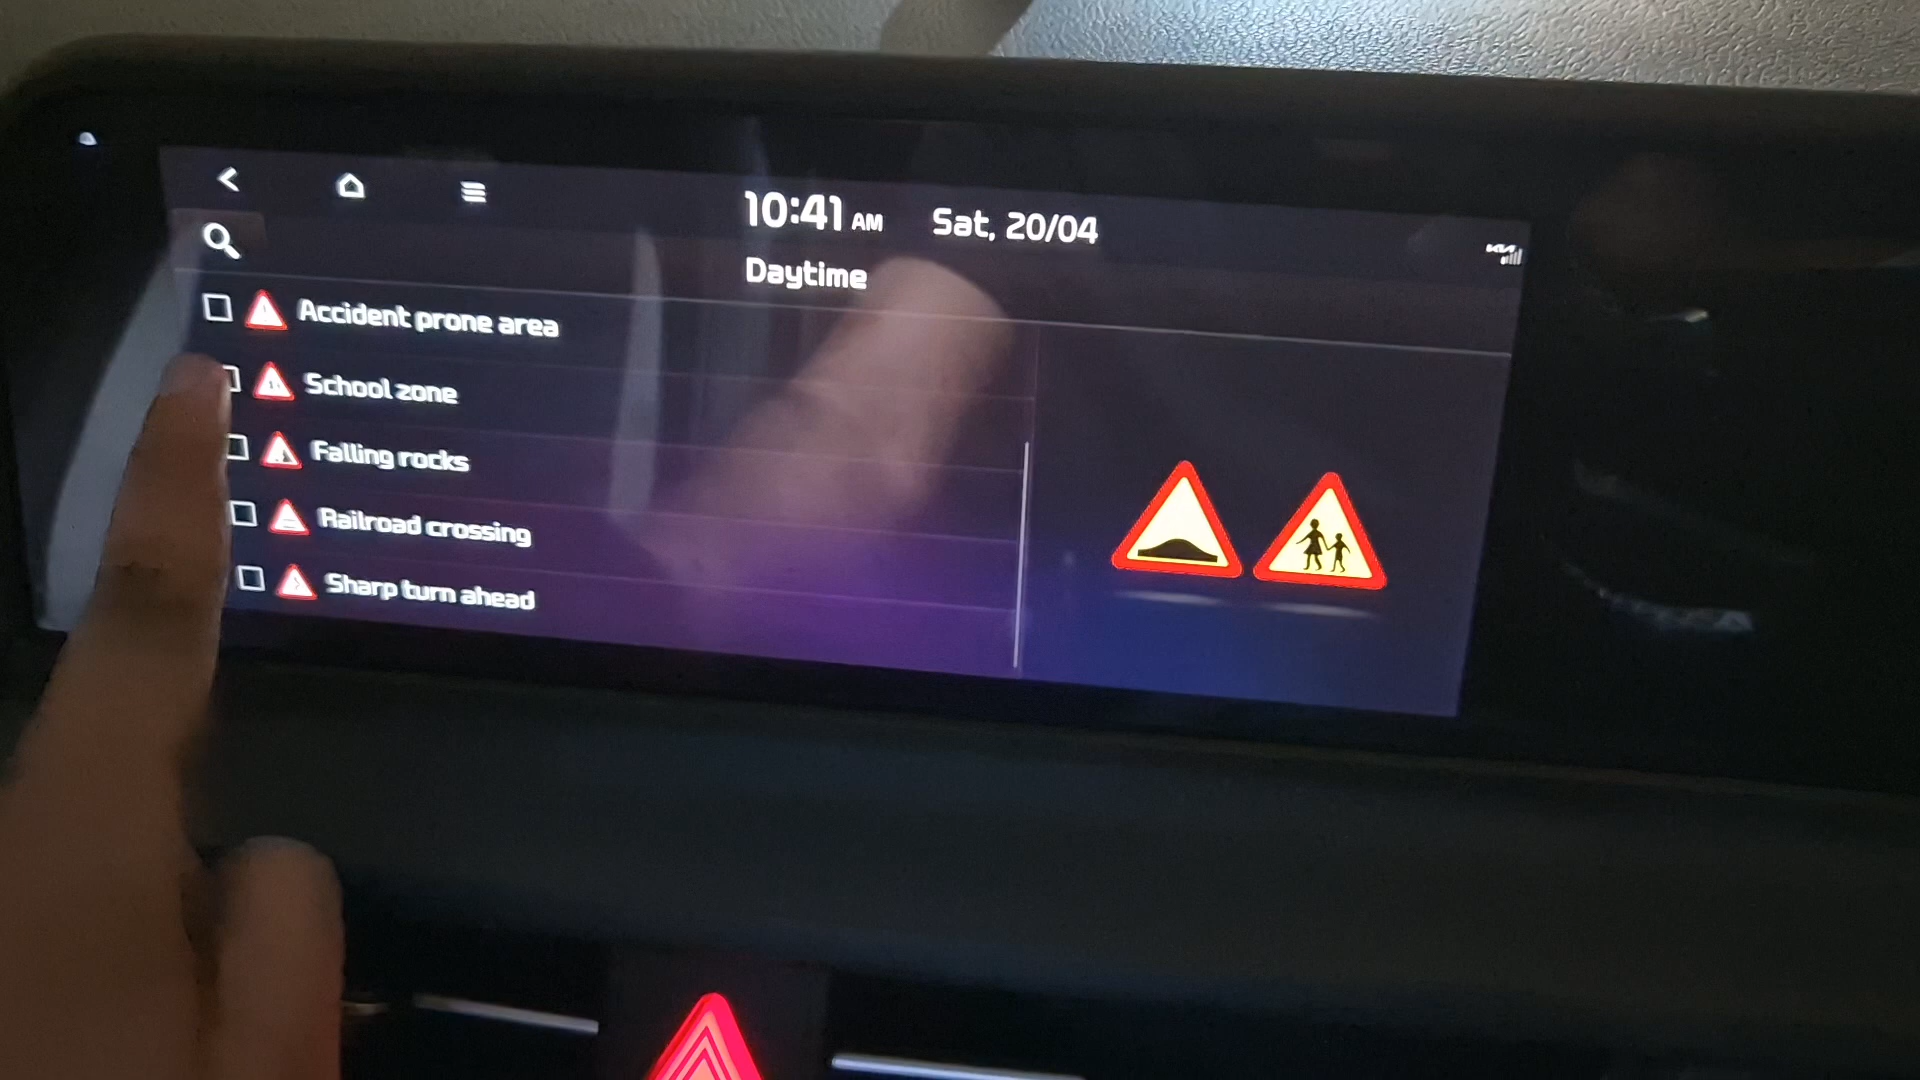 10:41 AM Sat, 20/04
Daytime
Accident prone area
School zone
Falling rocks
Railroad crossing
Sharp turn ahead